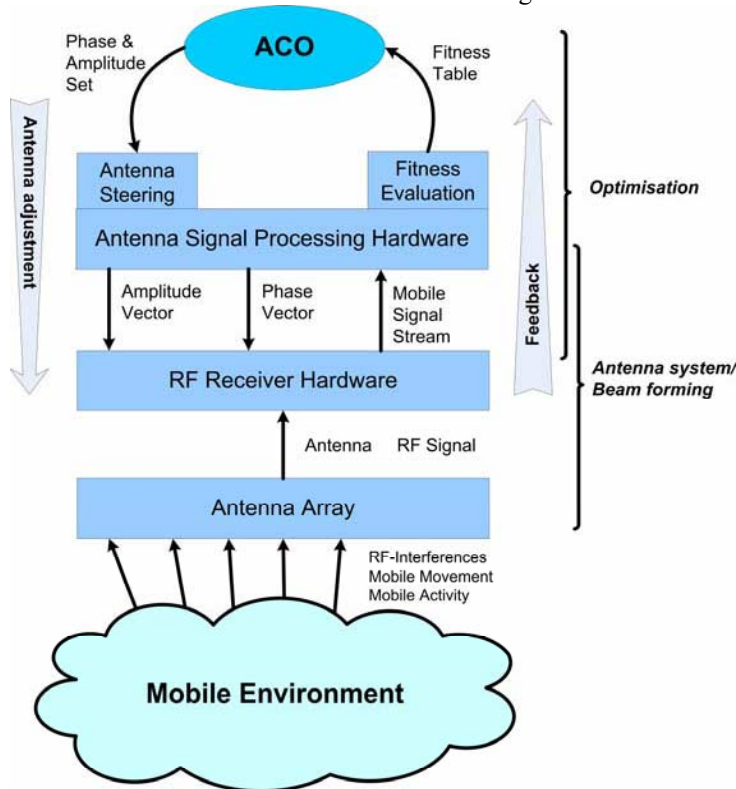 Phase &
Amplitude
Set
ACO
Fitness
Table
Antenna adjustment
Antenna
Steering
Fitness
Evaluation
Optimisation
Antenna Signal Processing Hardware
Amplitude
Vector
Phase
Vector
Mobile
Signal
Stream
Feedback
RF Receiver Hardware
Antenna system/
Beam forming
Antenna RF Signal
Antenna Array
RF-Interferences
Mobile Movement
Mobile Activity
Mobile Environment